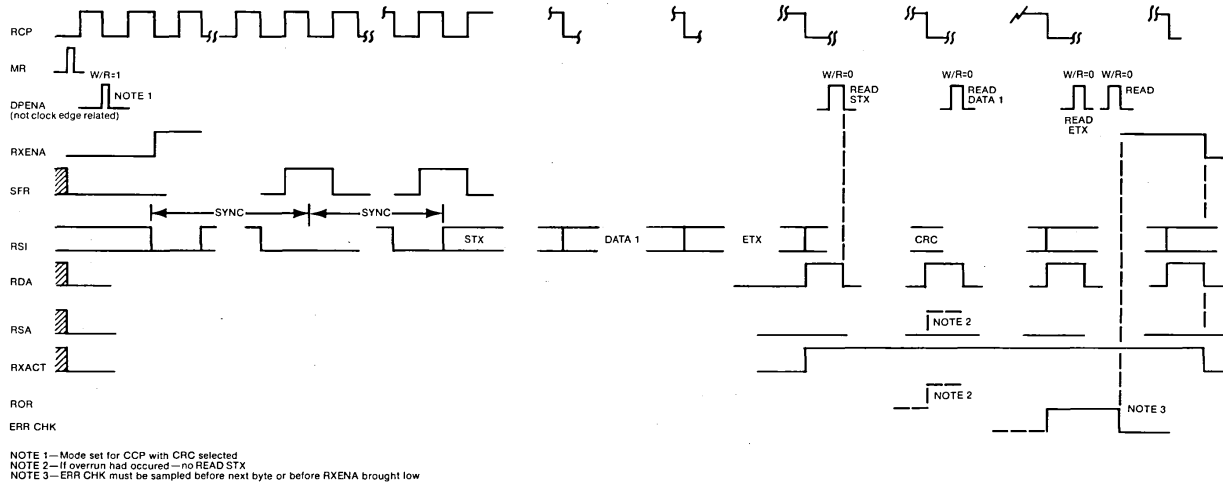 RCP
MR
W/R=1
NOTE 1
DPENA
(not clock edge related)
W/R=0
READ
STX
W/R=0
READ
DATA 1
W/R=0
READ
ETX
W/R=0
READ
RXENA
SFR
SYNC
SYNC
RSI
STX
DATA 1
ETX
CRC
RDA
RSA
NOTE 2
RXACT
ROR
NOTE 2
ERR CHK
NOTE 3
NOTE 1—Mode set for CCP with CRC selected
NOTE 2—If overrun had occured—no READ STX
NOTE 3—ERR CHK must be sampled before next byte or before RXENA brought low